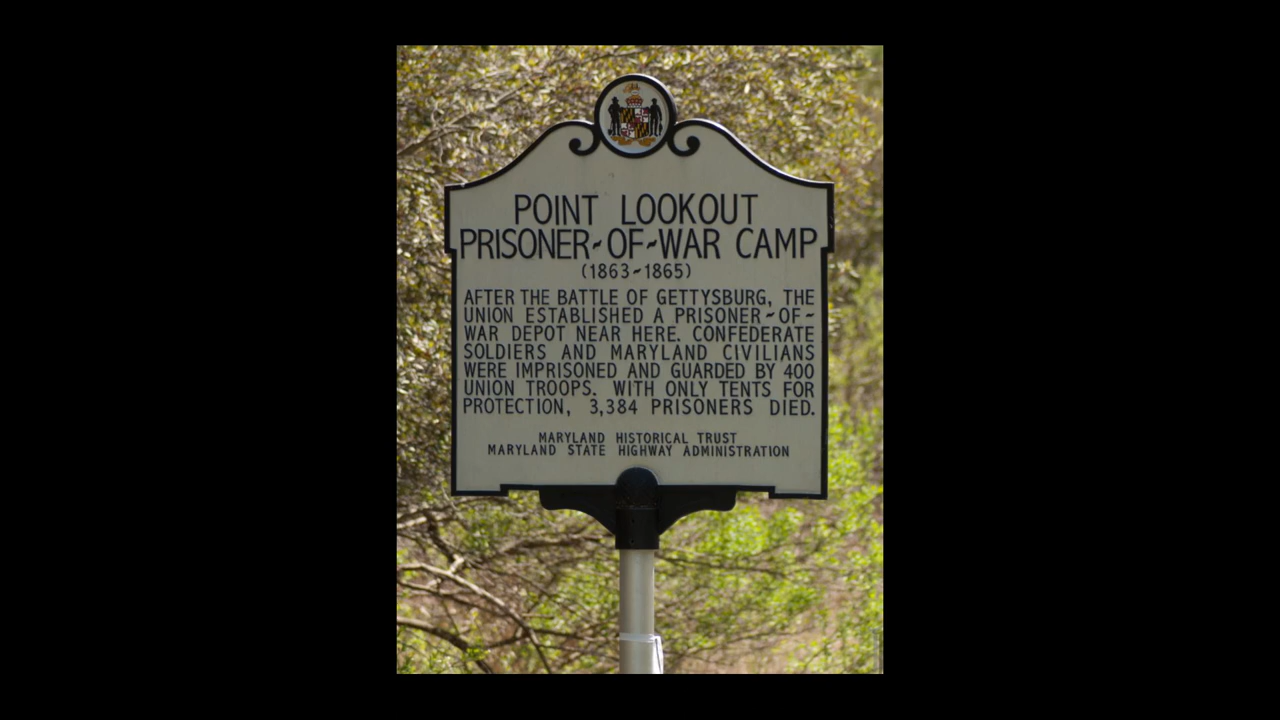 POINT LOOKOUT
PRISONER-OF-WAR CAMP
(1863-1865)
AFTER THE BATTLE OF GETTYSBURG, THE
UNION ESTABLISHED A PRISONER-OF-
WAR DEPOT NEAR HERE. CONFEDERATE
SOLDIERS AND MARYLAND CIVILIANS
WERE IMPRISONED AND GUARDED BY 400
UNION TROOPS. WITH ONLY TENTS FOR
PROTECTION, 3,384 PRISONERS DIED.
MARYLAND HISTORICAL TRUST
MARYLAND STATE HIGHWAY ADMINISTRATION